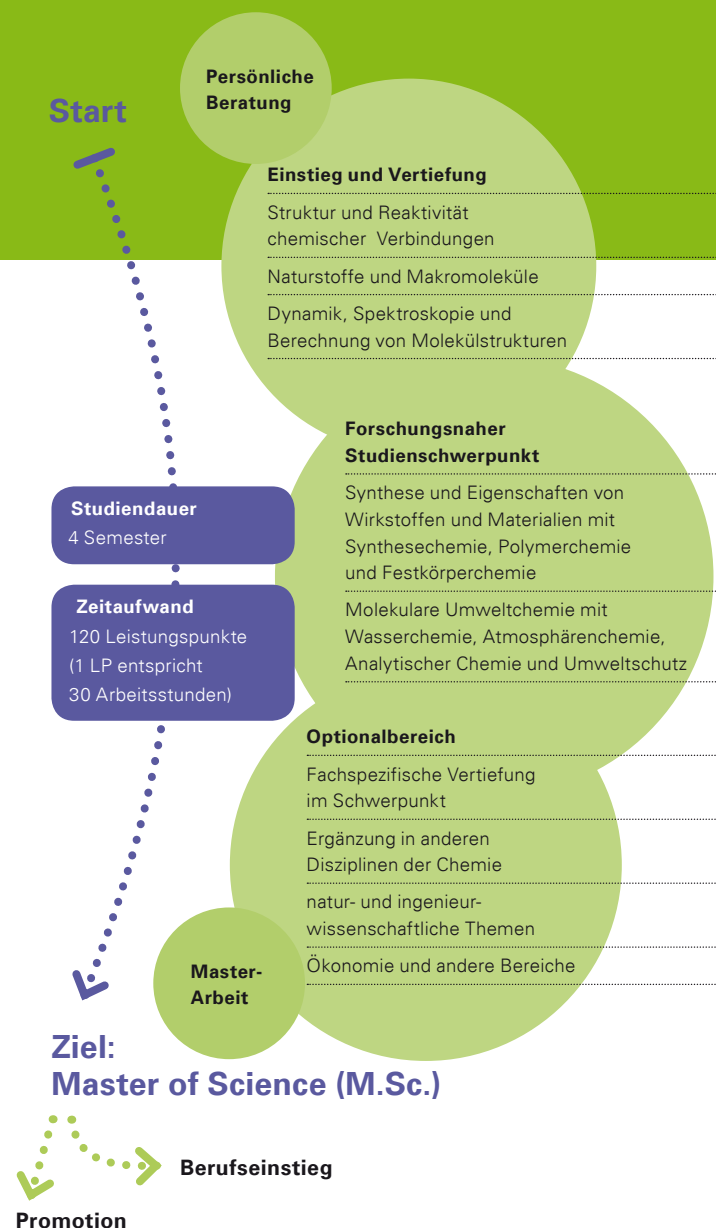 Persönliche
Beratung
Start
Einstieg und Vertiefung
Struktur und Reaktivität
chemischer Verbindungen
Naturstoffe und Makromoleküle
Dynamik, Spektroskopie und
Berechnung von Molekülstrukturen
Forschungsnaher
Studienschwerpunkt
Synthese und Eigenschaften von
Wirkstoffen und Materialien mit
Synthesechemie, Polymerchemie
und Festkörperchemie
Molekulare Umweltchemie mit
Wasserchemie, Atmosphärenchemie,
Analytischer Chemie und Umweltschutz
Studiendauer
4 Semester
Zeitaufwand
120 Leistungspunkte
(1 LP entspricht
30 Arbeitsstunden)
Optionalbereich
Fachspezifische Vertiefung
im Schwerpunkt
Ergänzung in anderen
Disziplinen der Chemie
natur- und ingenieur-
wissenschaftliche Themen
Ökonomie und andere Bereiche
Master-
Arbeit
Ziel:
Master of Science (M.Sc.)
Berufseinstieg
Promotion